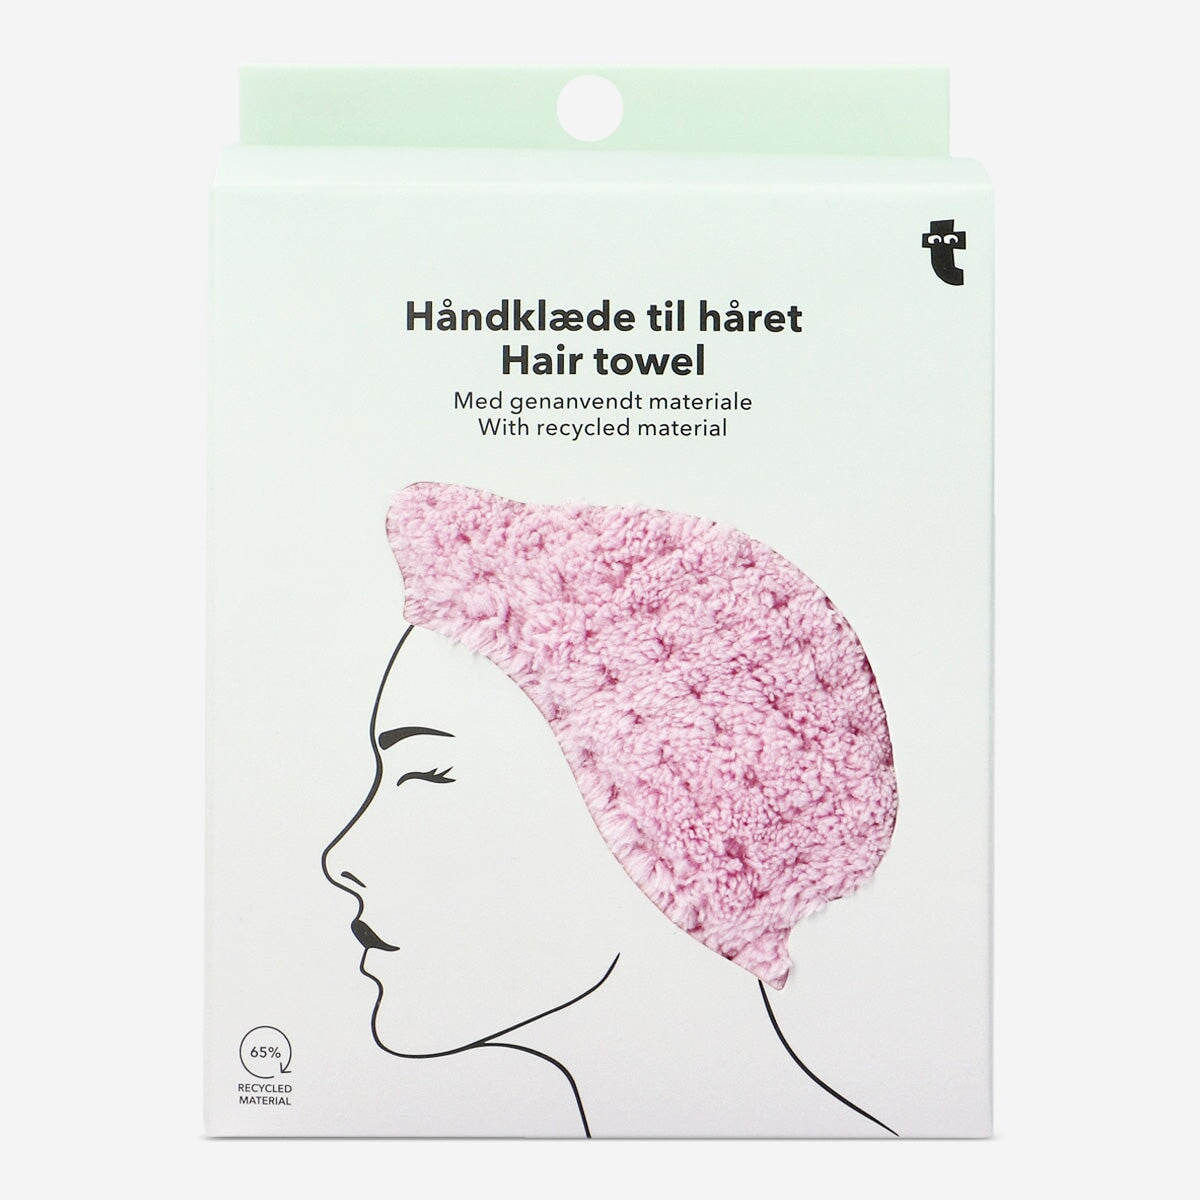 Håndklæde til håret
Hair towel
Med genanvendt materiale
With recycled material
65%
RECYCLED
MATERIAL